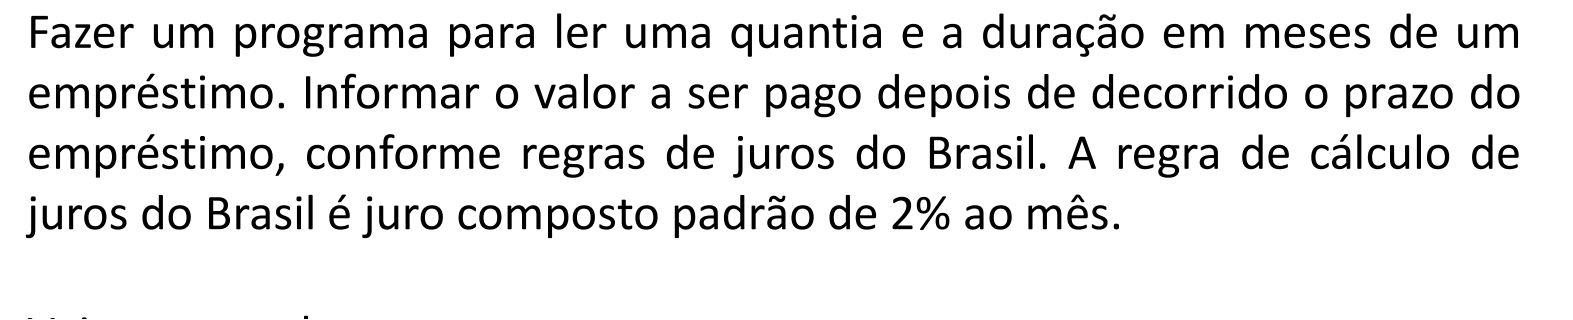 Fazer um programa para ler uma quantia e a duração em meses de um
empréstimo. Informar o valor a ser pago depois de decorrido o prazo do
empréstimo, conforme regras de juros do Brasil. A regra de cálculo de
juros do Brasil é juro composto padrão de 2% ao mês.